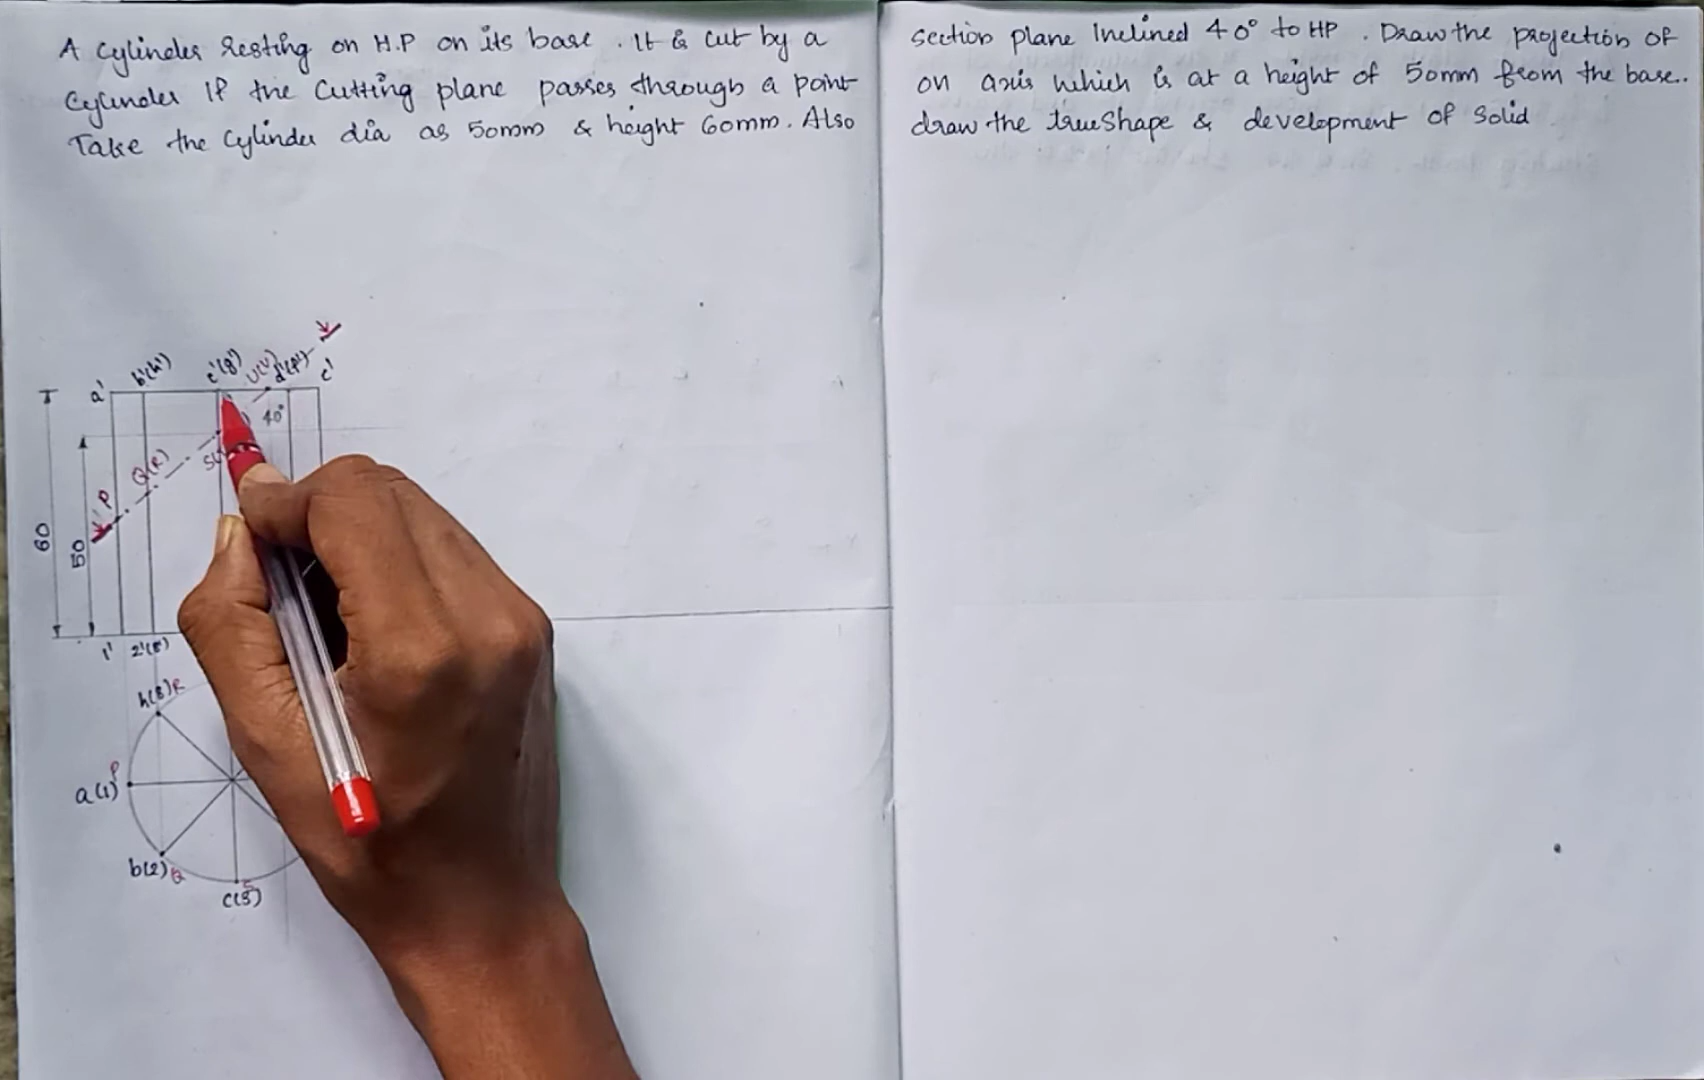 A cylinder Resting on H.P on its base . It is cut by a
section plane Inclined 40° to HP . Draw the projection of
Cylinder If the Cutting plane passes through a point
on axis which is at a height of 50mm from the base..
Take the cylinder dia as 50mm & height 60mm. Also
draw the true shape & development of solid
a'
b'(h')
c'(g')
U(V)
d'(f')
e'
40°
Q(R)
P
60
50
1'
2'(8')
h(8) R
a(1) P
b(2) Q
c(3) S